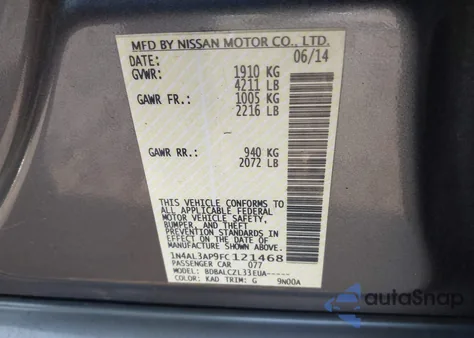 MFD BY NISSAN MOTOR CO., LTD.
DATE: 06/14
GVWR: 1910 KG
4211 LB
GAWR FR.: 1005 KG
2216 LB
GAWR RR.: 940 KG
2072 LB
THIS VEHICLE CONFORMS TO
ALL APPLICABLE FEDERAL
MOTOR VEHICLE SAFETY,
BUMPER, AND THEFT
PREVENTION STANDARDS IN
EFFECT ON THE DATE OF
MANUFACTURE SHOWN ABOVE.
1N4AL3AP9FC121468
PASSENGER CAR 077
MODEL: BDBALCZL33EUA-----
COLOR: KAD TRIM: G 9N00A
autoSnap